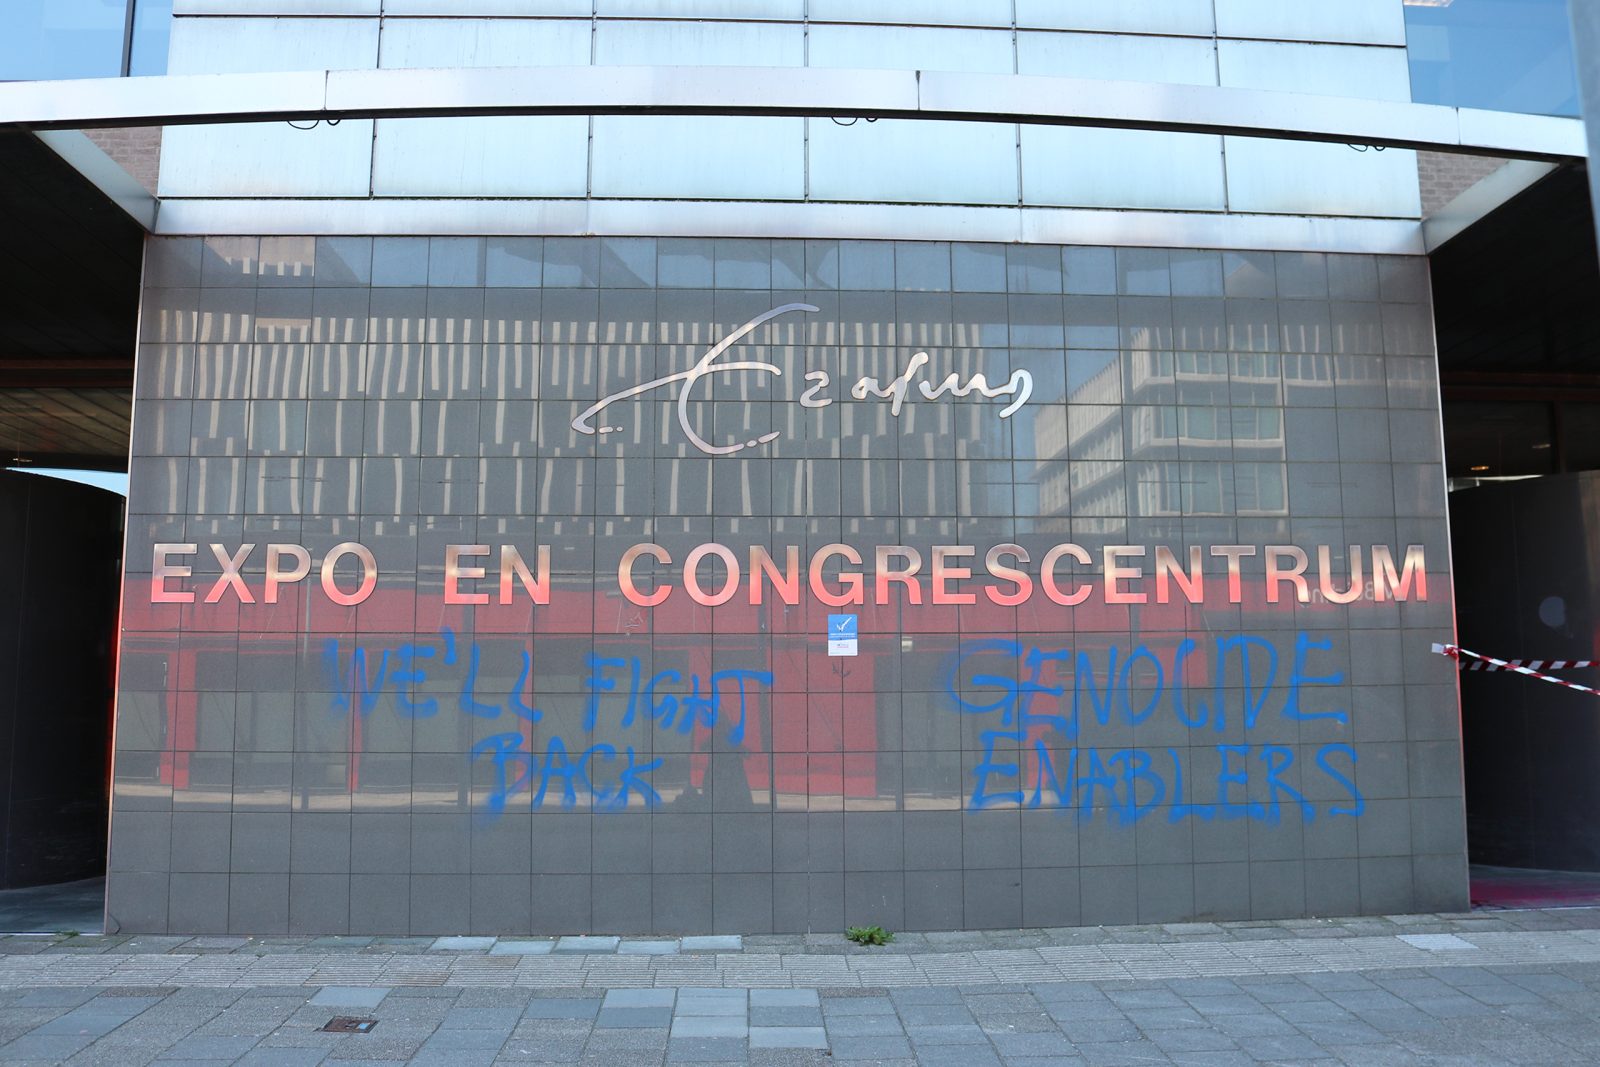 Erasmus
EXPO EN CONGRESCENTRUM
WE'LL FIGHT
BACK
GENOCIDE
ENABLERS